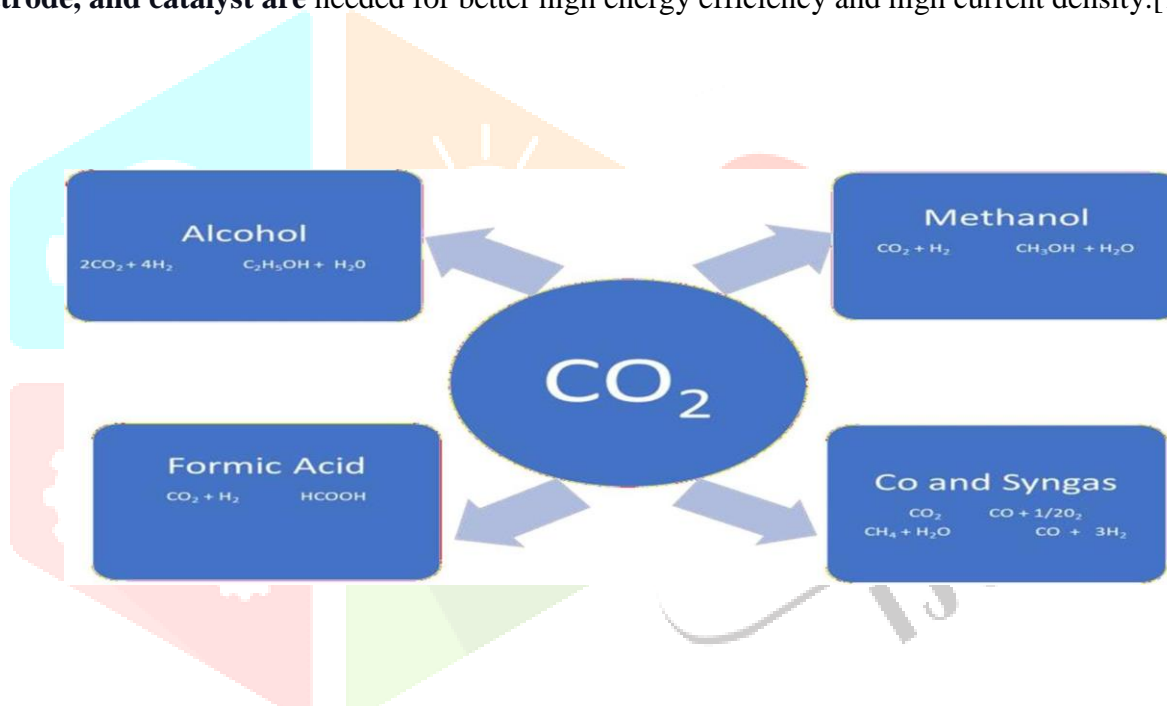 trode, and catalyst are needed for better high energy efficiency and high current density.[
Alcohol
2CO₂ + 4H₂ C₂H₅OH + H₂0
Methanol
CO₂ + H₂ CH₃OH + H₂O
CO₂
Formic Acid
CO₂ + H₂ HCOOH
Co and Syngas
CO₂ CO + 1/20₂
CH₄ + H₂O CO + 3H₂